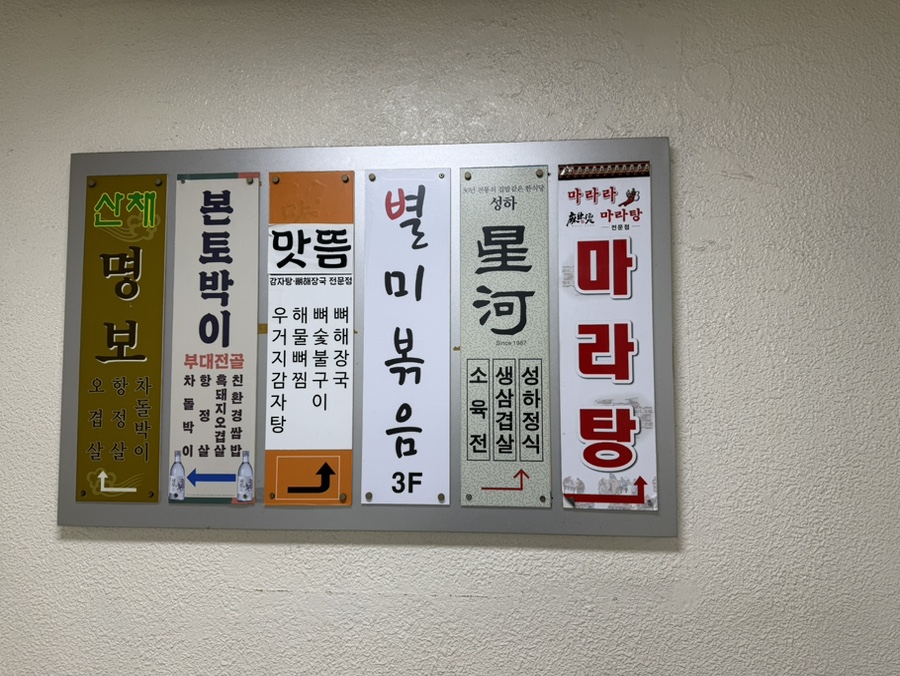 산채
명보
차돌박이
항정살
오겹살
본토박이
부대전골
친환경쌈밥
흑돼지오겹살
항정살
차돌박이
맛뜸
감자탕·뼈해장국 전문점
뼈해장국
뼈숯불구이
해물뼈찜
우거지감자탕
별미볶음
3F
30년 전통의 집밥같은 한식당
성하
星河
Since 1987
성하정식
생삼겹살
소육전
마라라
마라탕
전문점
마라탕